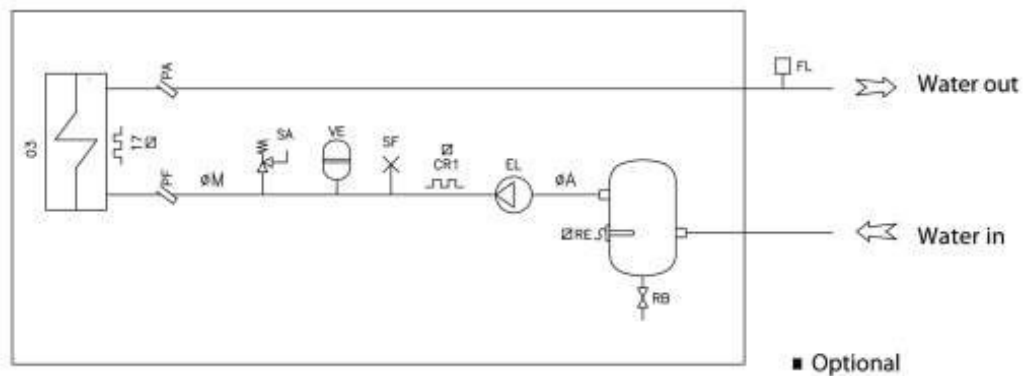 FL
Water out
PA
03
17
SA
VE
SF
CR1
EL
PF
øM
øA
RE
Water in
RB
■ Optional